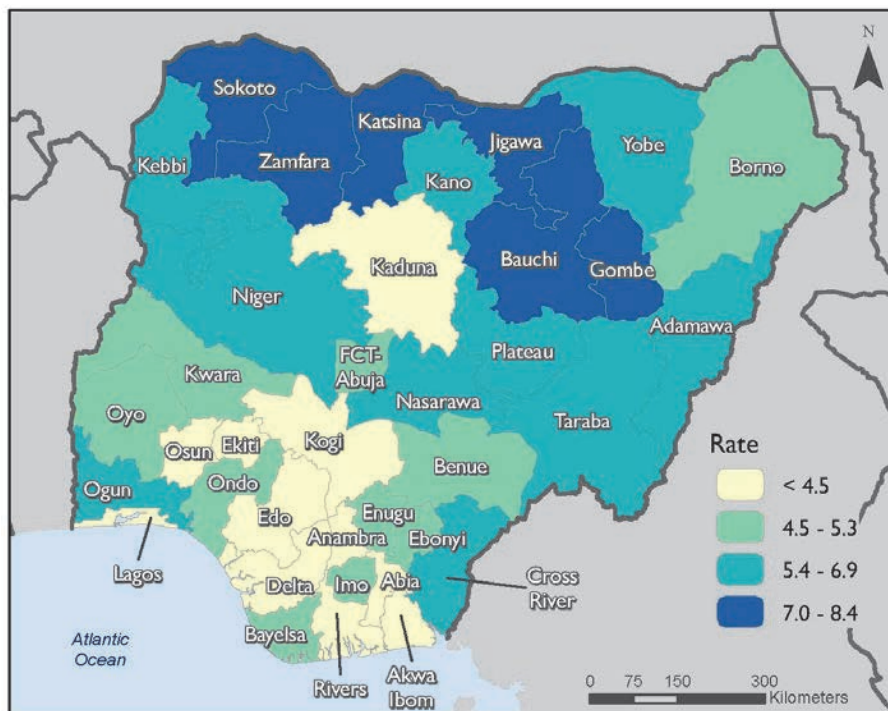 N
Sokoto
Katsina
Jigawa
Yobe
Kebbi
Zamfara
Kano
Borno
Kaduna
Bauchi
Gombe
Niger
Adamawa
FCT-
Abuja
Plateau
Kwara
Nasarawa
Oyo
Taraba
Osun
Ekiti
Kogi
Benue
Ogun
Ondo
Edo
Enugu
Anambra
Ebonyi
Lagos
Delta
Imo
Abia
Cross
River
Bayelsa
Rivers
Akwa
Ibom
Atlantic
Ocean
Rate
< 4.5
4.5 - 5.3
5.4 - 6.9
7.0 - 8.4
0 75 150 300
Kilometers